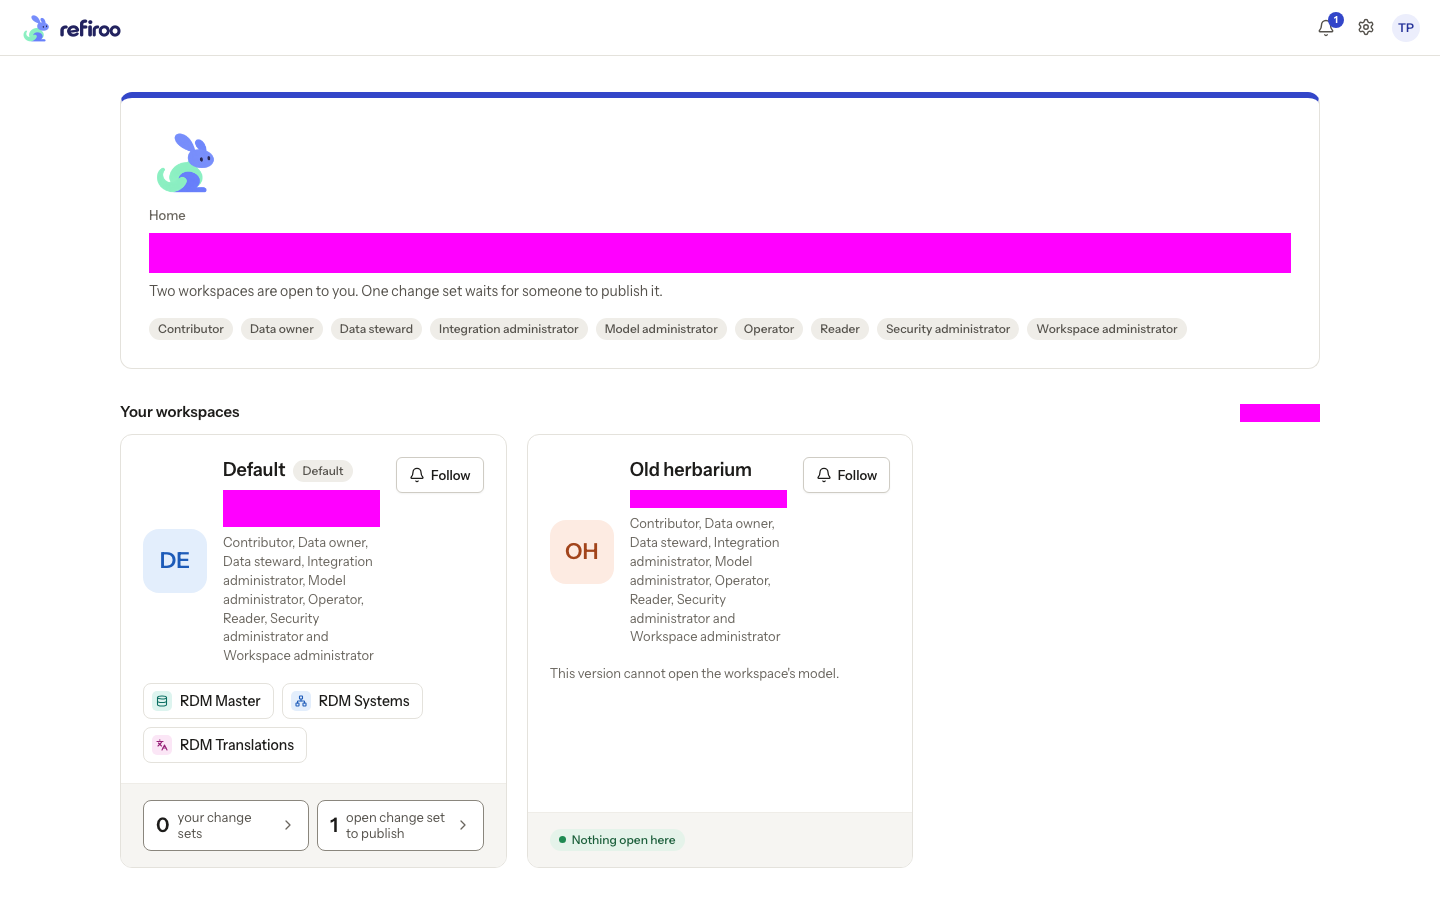 refiroo
1
TP
Home
Two workspaces are open to you. One change set waits for someone to publish it.
Contributor
Data owner
Data steward
Integration administrator
Model administrator
Operator
Reader
Security administrator
Workspace administrator
Your workspaces
Default
Default
Follow
DE
Contributor, Data owner,
Data steward, Integration
administrator, Model
administrator, Operator,
Reader, Security
administrator and
Workspace administrator
RDM Master
RDM Systems
RDM Translations
0
your change
sets
1
open change set
to publish
Old herbarium
Follow
OH
Contributor, Data owner,
Data steward, Integration
administrator, Model
administrator, Operator,
Reader, Security
administrator and
Workspace administrator
This version cannot open the workspace's model.
Nothing open here